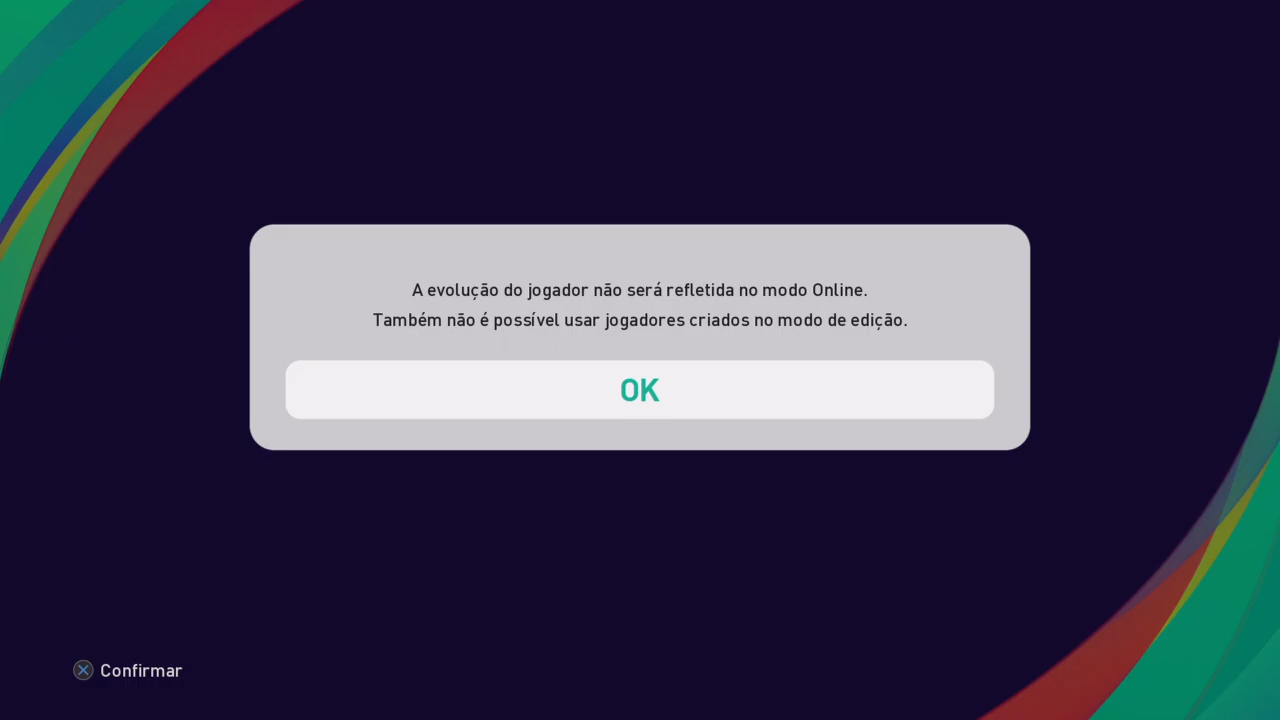 A evolução do jogador não será refletida no modo Online.
Também não é possível usar jogadores criados no modo de edição.
OK
Confirmar